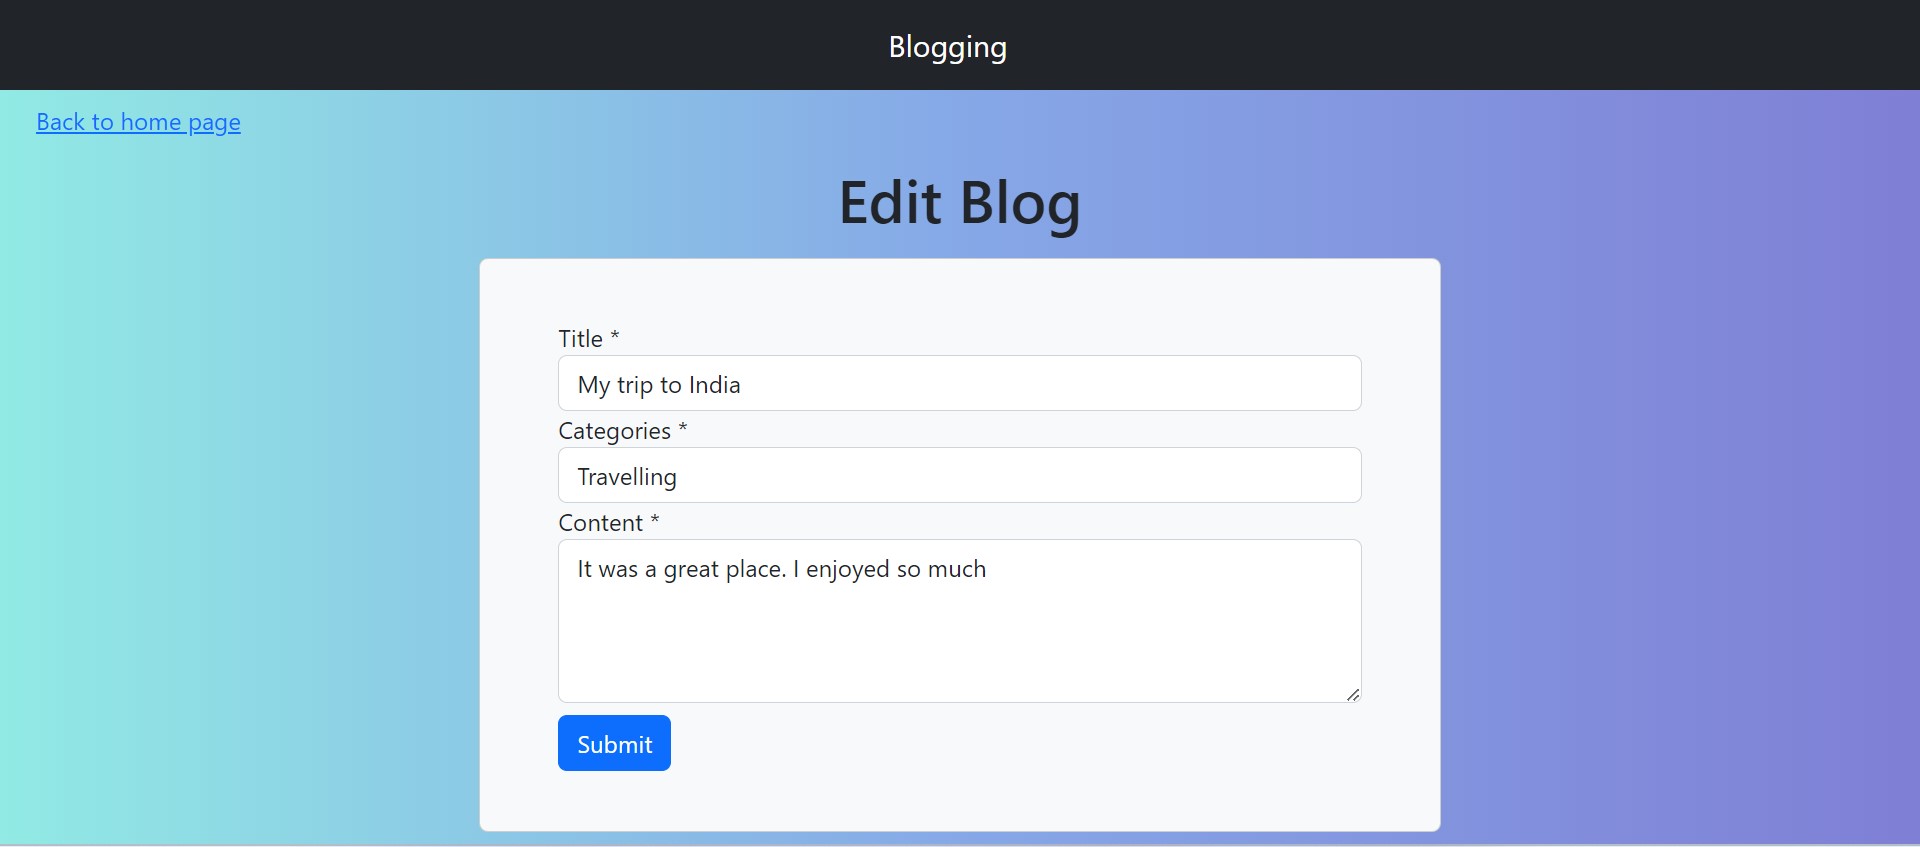 Blogging
Back to home page
Edit Blog
Title *
My trip to India
Categories *
Travelling
Content *
It was a great place. I enjoyed so much
Submit